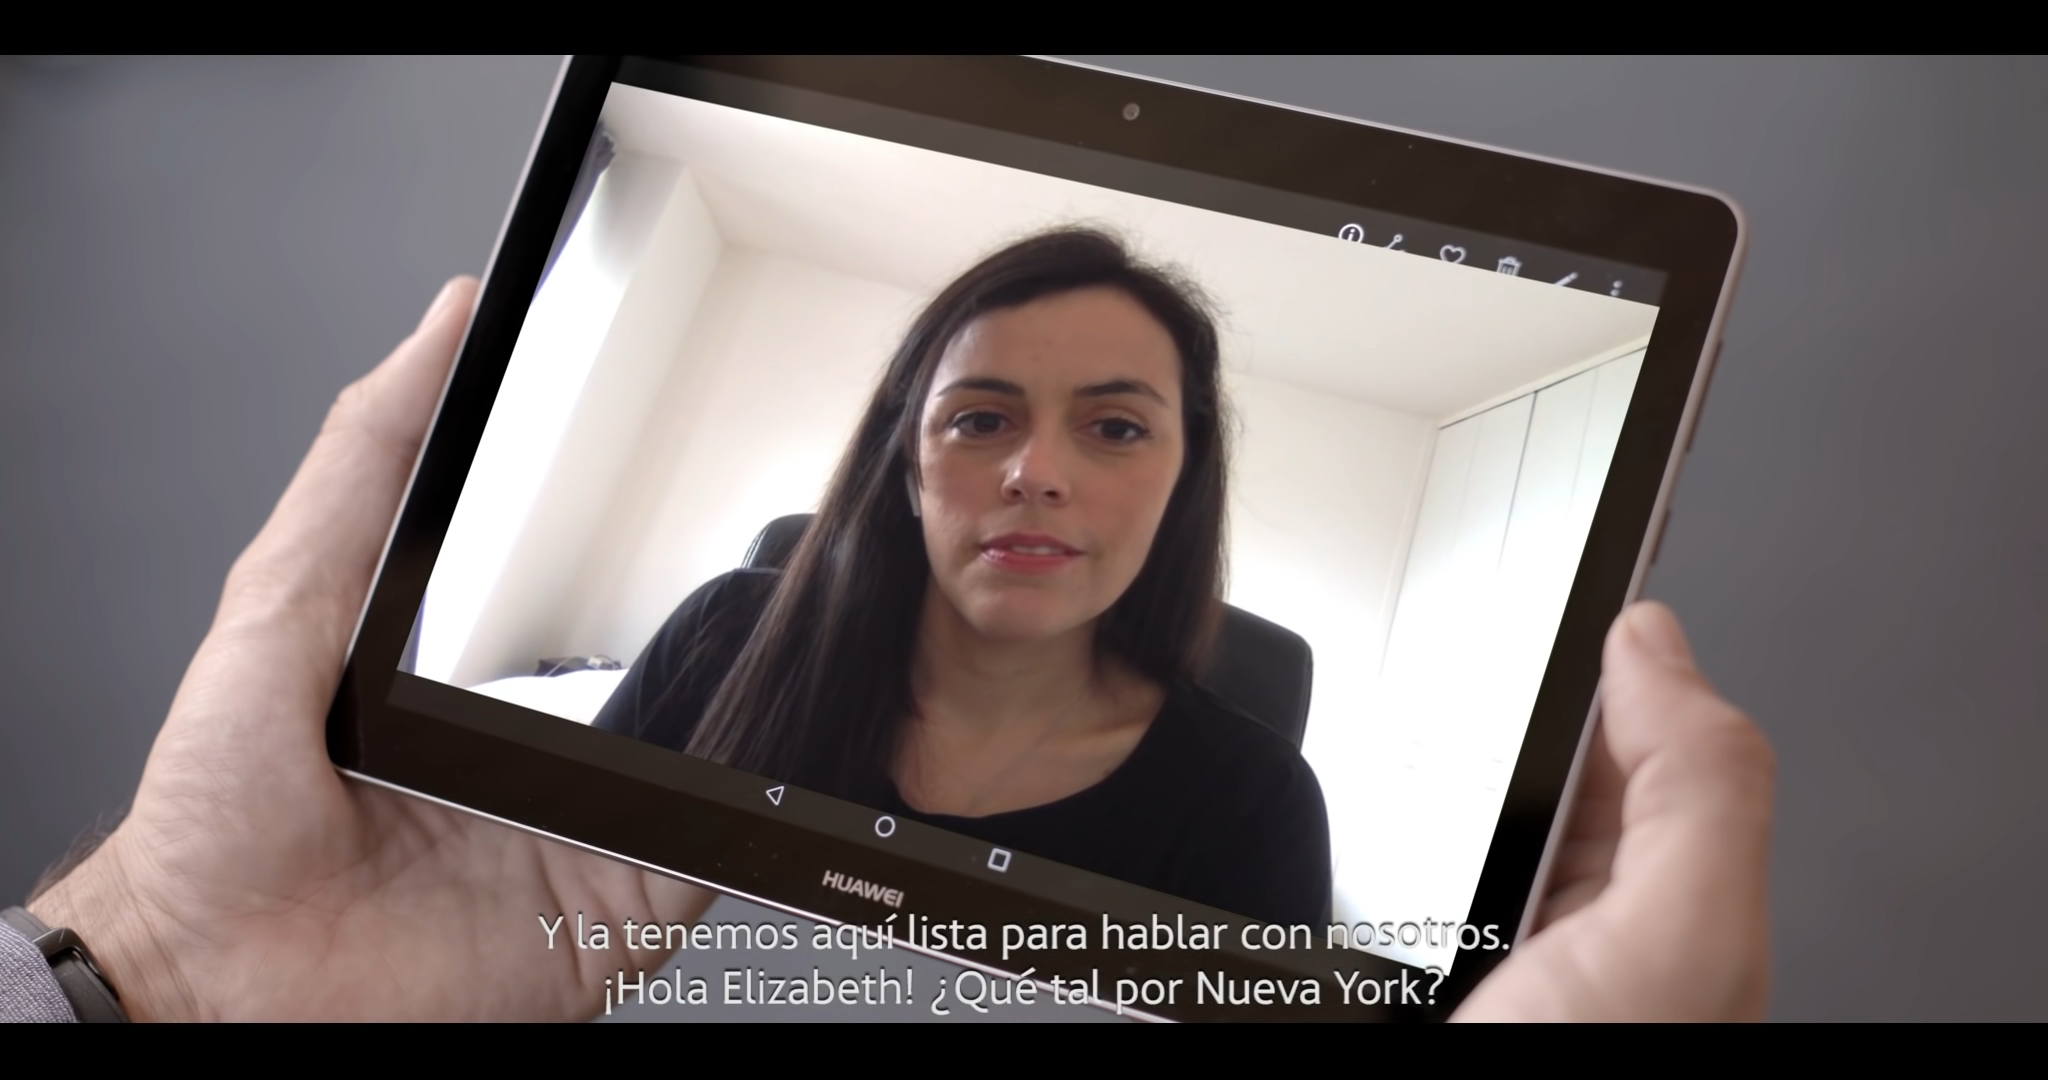 HUAWEI
Y la tenemos aquí lista para hablar con nosotros.
¡Hola Elizabeth! ¿Qué tal por Nueva York?